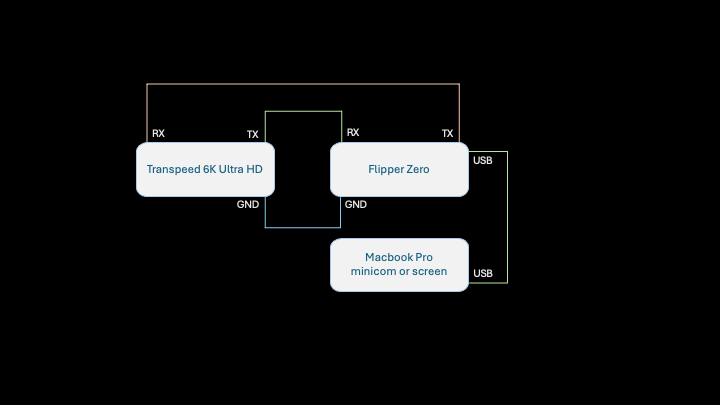 RX
TX
RX
TX
USB
Transpeed 6K Ultra HD
Flipper Zero
GND
GND
Macbook Pro
minicom or screen
USB